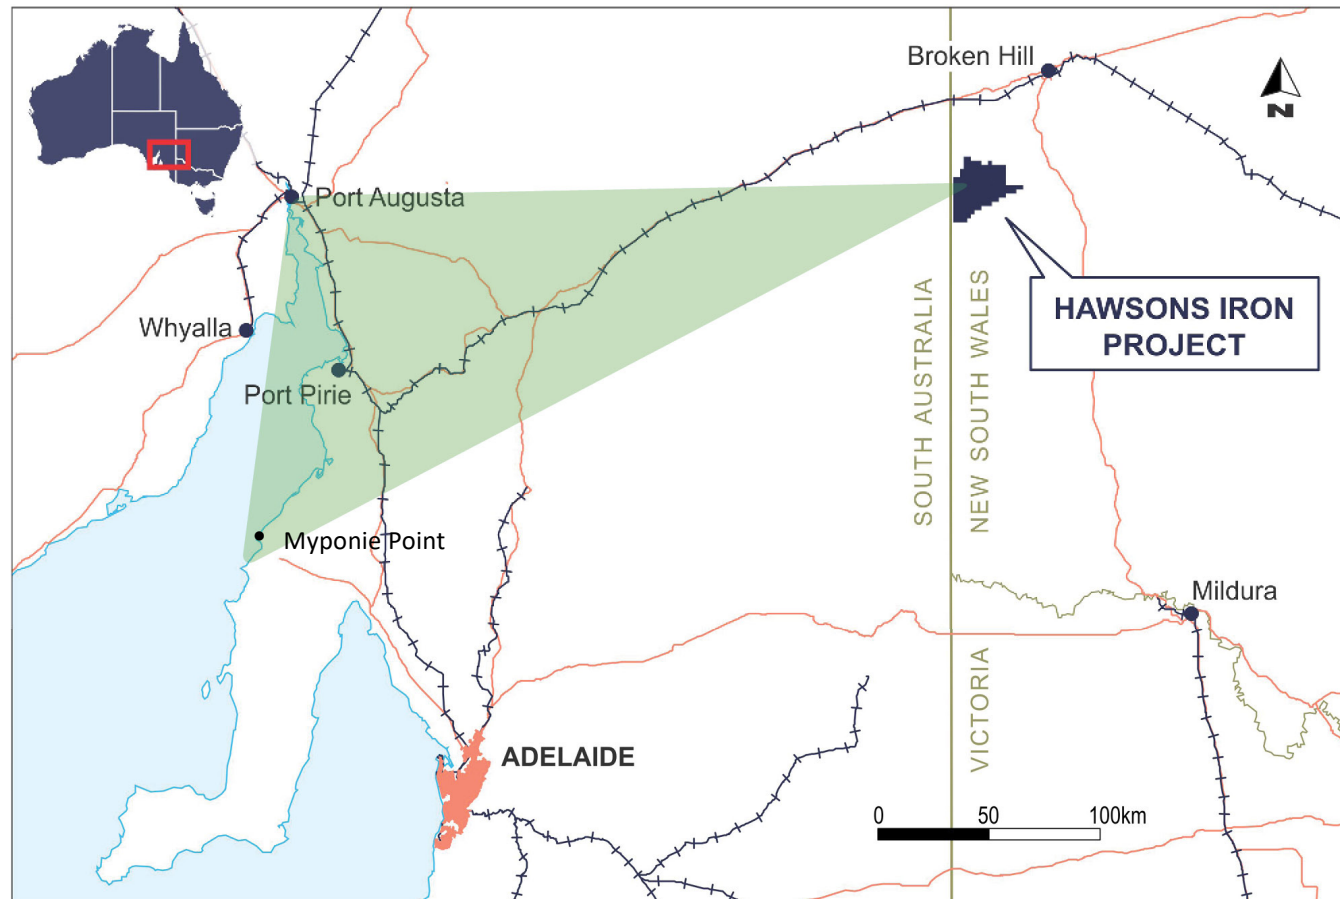 Broken Hill
N
Port Augusta
HAWSONS IRON
PROJECT
Whyalla
Port Pirie
SOUTH AUSTRALIA
NEW SOUTH WALES
Myponie Point
Mildura
VICTORIA
ADELAIDE
0 50 100km